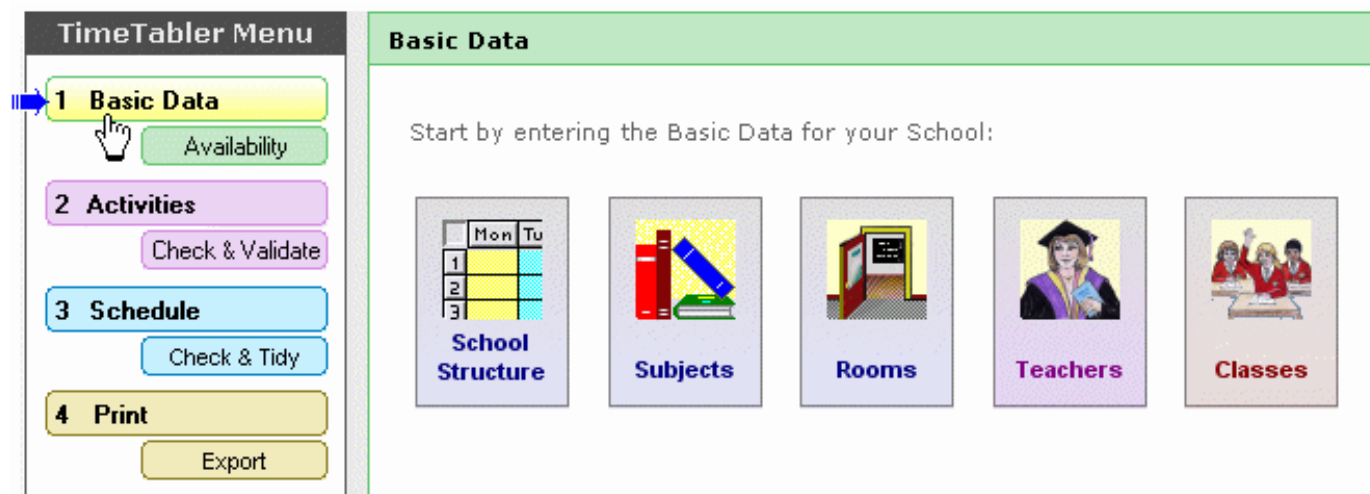 TimeTabler Menu
1 Basic Data
Availability
2 Activities
Check & Validate
3 Schedule
Check & Tidy
4 Print
Export
Basic Data
Start by entering the Basic Data for your School:
Mon Tu
1
2
3
School
Structure
Subjects
Rooms
Teachers
Classes